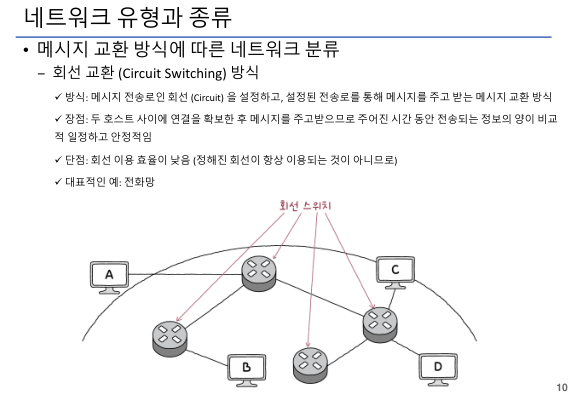 네트워크 유형과 종류
• 메시지 교환 방식에 따른 네트워크 분류
– 회선 교환 (Circuit Switching) 방식
✓ 방식: 메시지 전송로인 회선 (Circuit) 을 설정하고, 설정된 전송로를 통해 메시지를 주고 받는 메시지 교환 방식
✓ 장점: 두 호스트 사이에 연결을 확보한 후 메시지를 주고받으므로 주어진 시간 동안 전송되는 정보의 양이 비교
적 일정하고 안정적임
✓ 단점: 회선 이용 효율이 낮음 (정해진 회선이 항상 이용되는 것이 아니므로)
✓ 대표적인 예: 전화망
회선 스위치
A
C
B
D
10